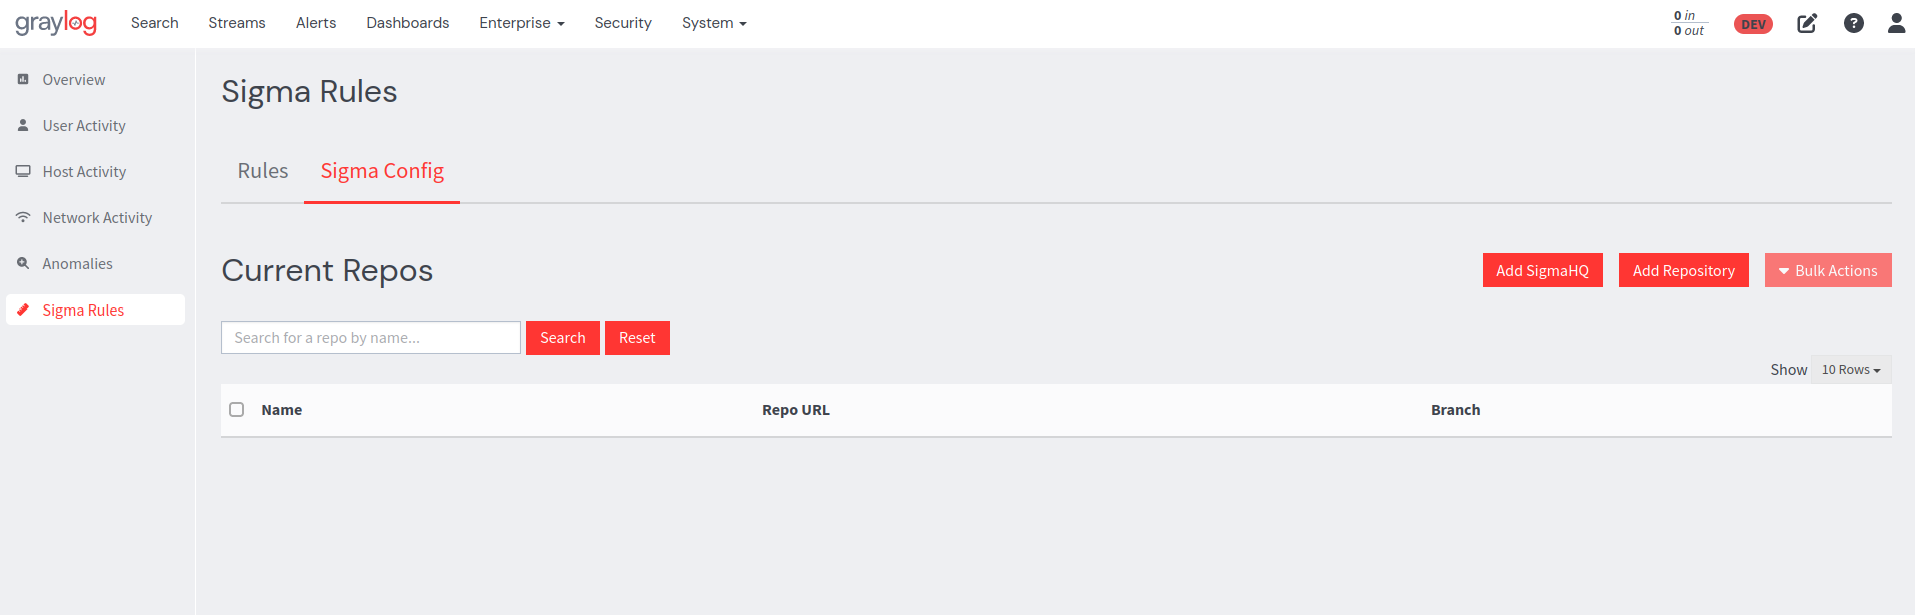 graylog Search Streams Alerts Dashboards Enterprise Security System 0 in DEV ?
0 out
Overview
User Activity
Host Activity
Network Activity
Anomalies
Sigma Rules
Sigma Rules
Rules Sigma Config
Current Repos Add SigmaHQ Add Repository Bulk Actions
Search for a repo by name... Search Reset
Show 10 Rows
Name Repo URL Branch